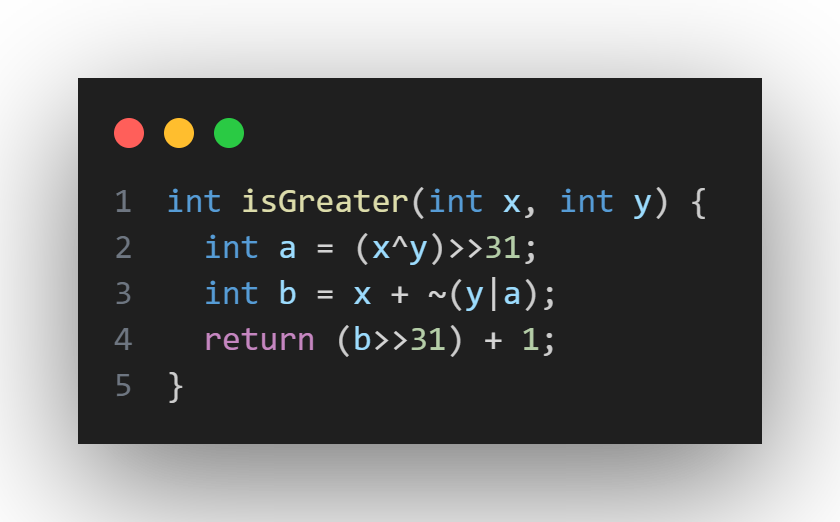 1 int isGreater(int x, int y) {
2   int a = (x^y)>>31;
3   int b = x + ~(y|a);
4   return (b>>31) + 1;
5 }